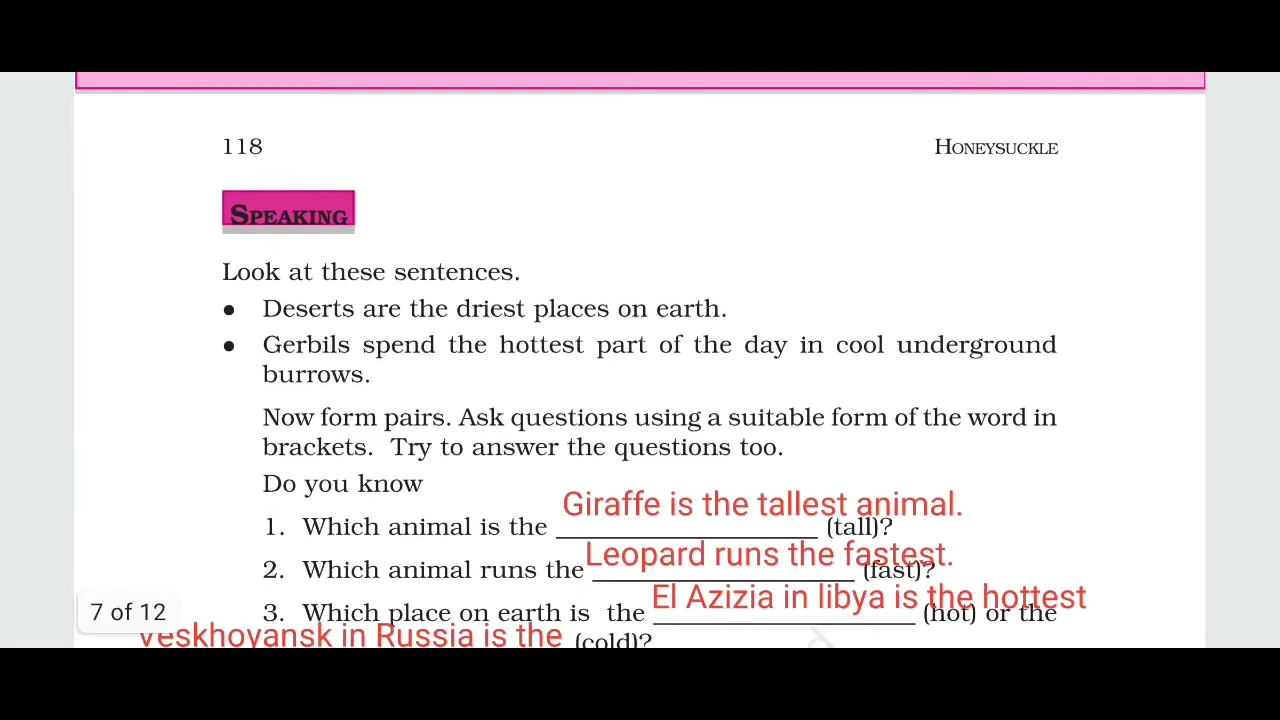 118 HONEYSUCKLE
SPEAKING
Look at these sentences.
● Deserts are the driest places on earth.
● Gerbils spend the hottest part of the day in cool underground
burrows.
Now form pairs. Ask questions using a suitable form of the word in
brackets. Try to answer the questions too.
Do you know
Giraffe is the tallest animal.
1. Which animal is the ____________ (tall)?
Leopard runs the fastest.
2. Which animal runs the ____________ (fast)?
El Azizia in libya is the hottest
3. Which place on earth is the ____________ (hot) or the
Veskhoyansk in Russia is the (cold)?
7 of 12